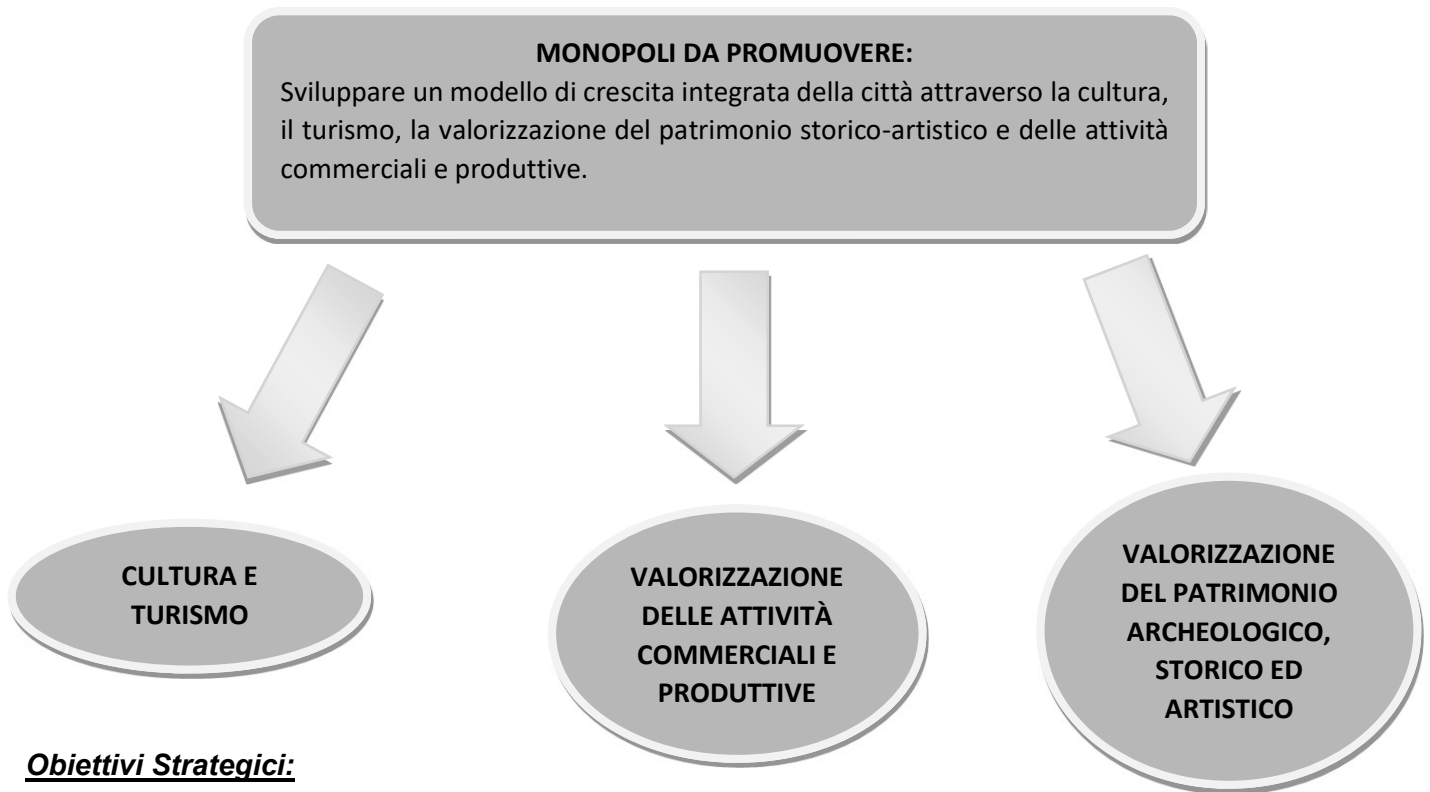 MONOPOLI DA PROMUOVERE:
Sviluppare un modello di crescita integrata della città attraverso la cultura,
il turismo, la valorizzazione del patrimonio storico-artistico e delle attività
commerciali e produttive.
CULTURA E
TURISMO
VALORIZZAZIONE
DELLE ATTIVITÀ
COMMERCIALI E
PRODUTTIVE
VALORIZZAZIONE
DEL PATRIMONIO
ARCHEOLOGICO,
STORICO ED
ARTISTICO
Obiettivi Strategici: